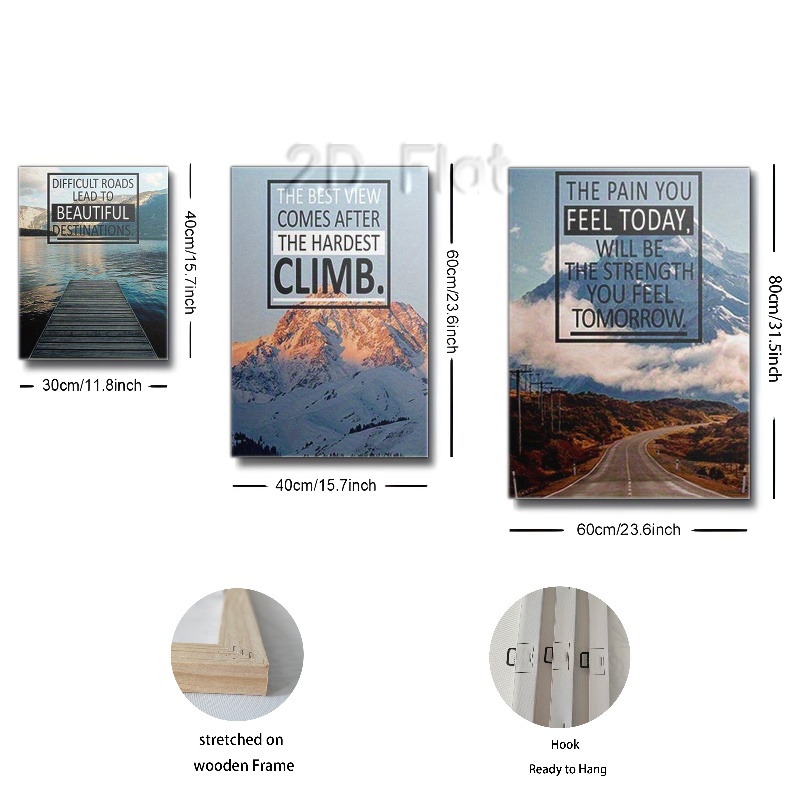 2D Flat
DIFFICULT ROADS
LEAD TO
BEAUTIFUL
DESTINATIONS.
40cm/15.7inch
30cm/11.8inch
THE BEST VIEW
COMES AFTER
THE HARDEST
CLIMB.
60cm/23.6inch
40cm/15.7inch
THE PAIN YOU
FEEL TODAY,
WILL BE
THE STRENGTH
YOU FEEL
TOMORROW.
80cm/31.5inch
60cm/23.6inch
stretched on
wooden Frame
Hook
Ready to Hang